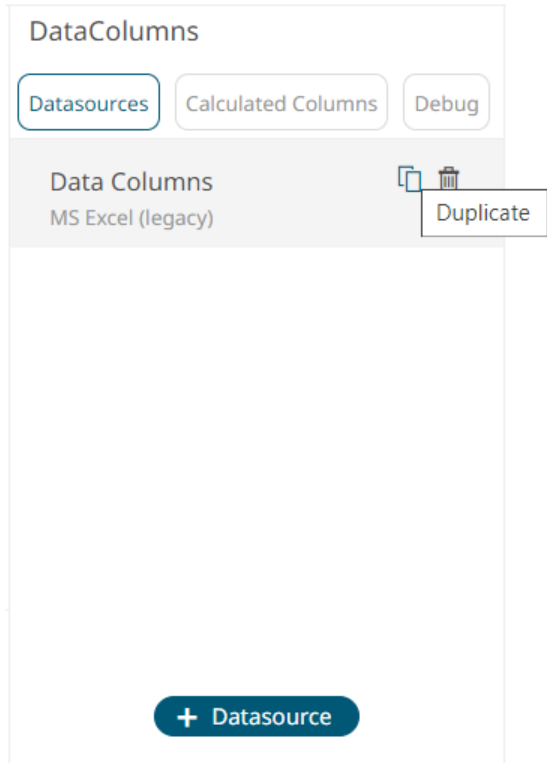 DataColumns
Datasources Calculated Columns Debug
Data Columns
MS Excel (legacy)
Duplicate
+ Datasource